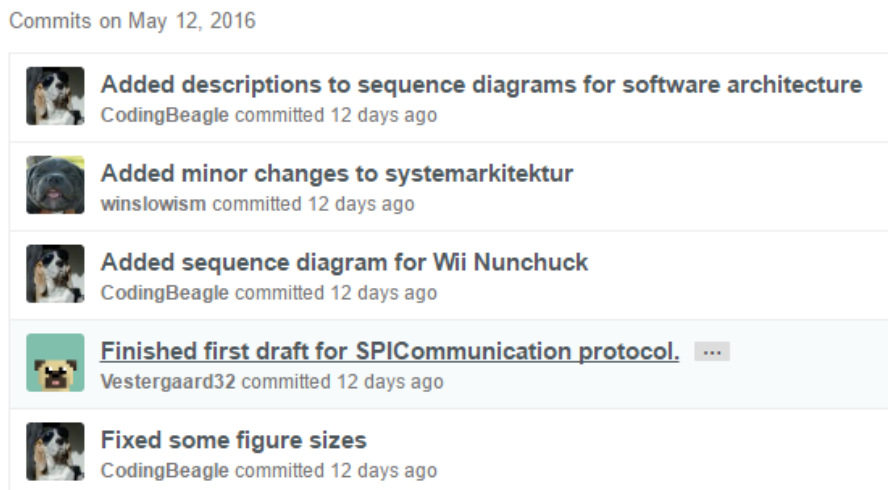 Commits on May 12, 2016
Added descriptions to sequence diagrams for software architecture
CodingBeagle committed 12 days ago
Added minor changes to systemarkitektur
winslowism committed 12 days ago
Added sequence diagram for Wii Nunchuck
CodingBeagle committed 12 days ago
Finished first draft for SPICommunication protocol. ...
Vestergaard32 committed 12 days ago
Fixed some figure sizes
CodingBeagle committed 12 days ago